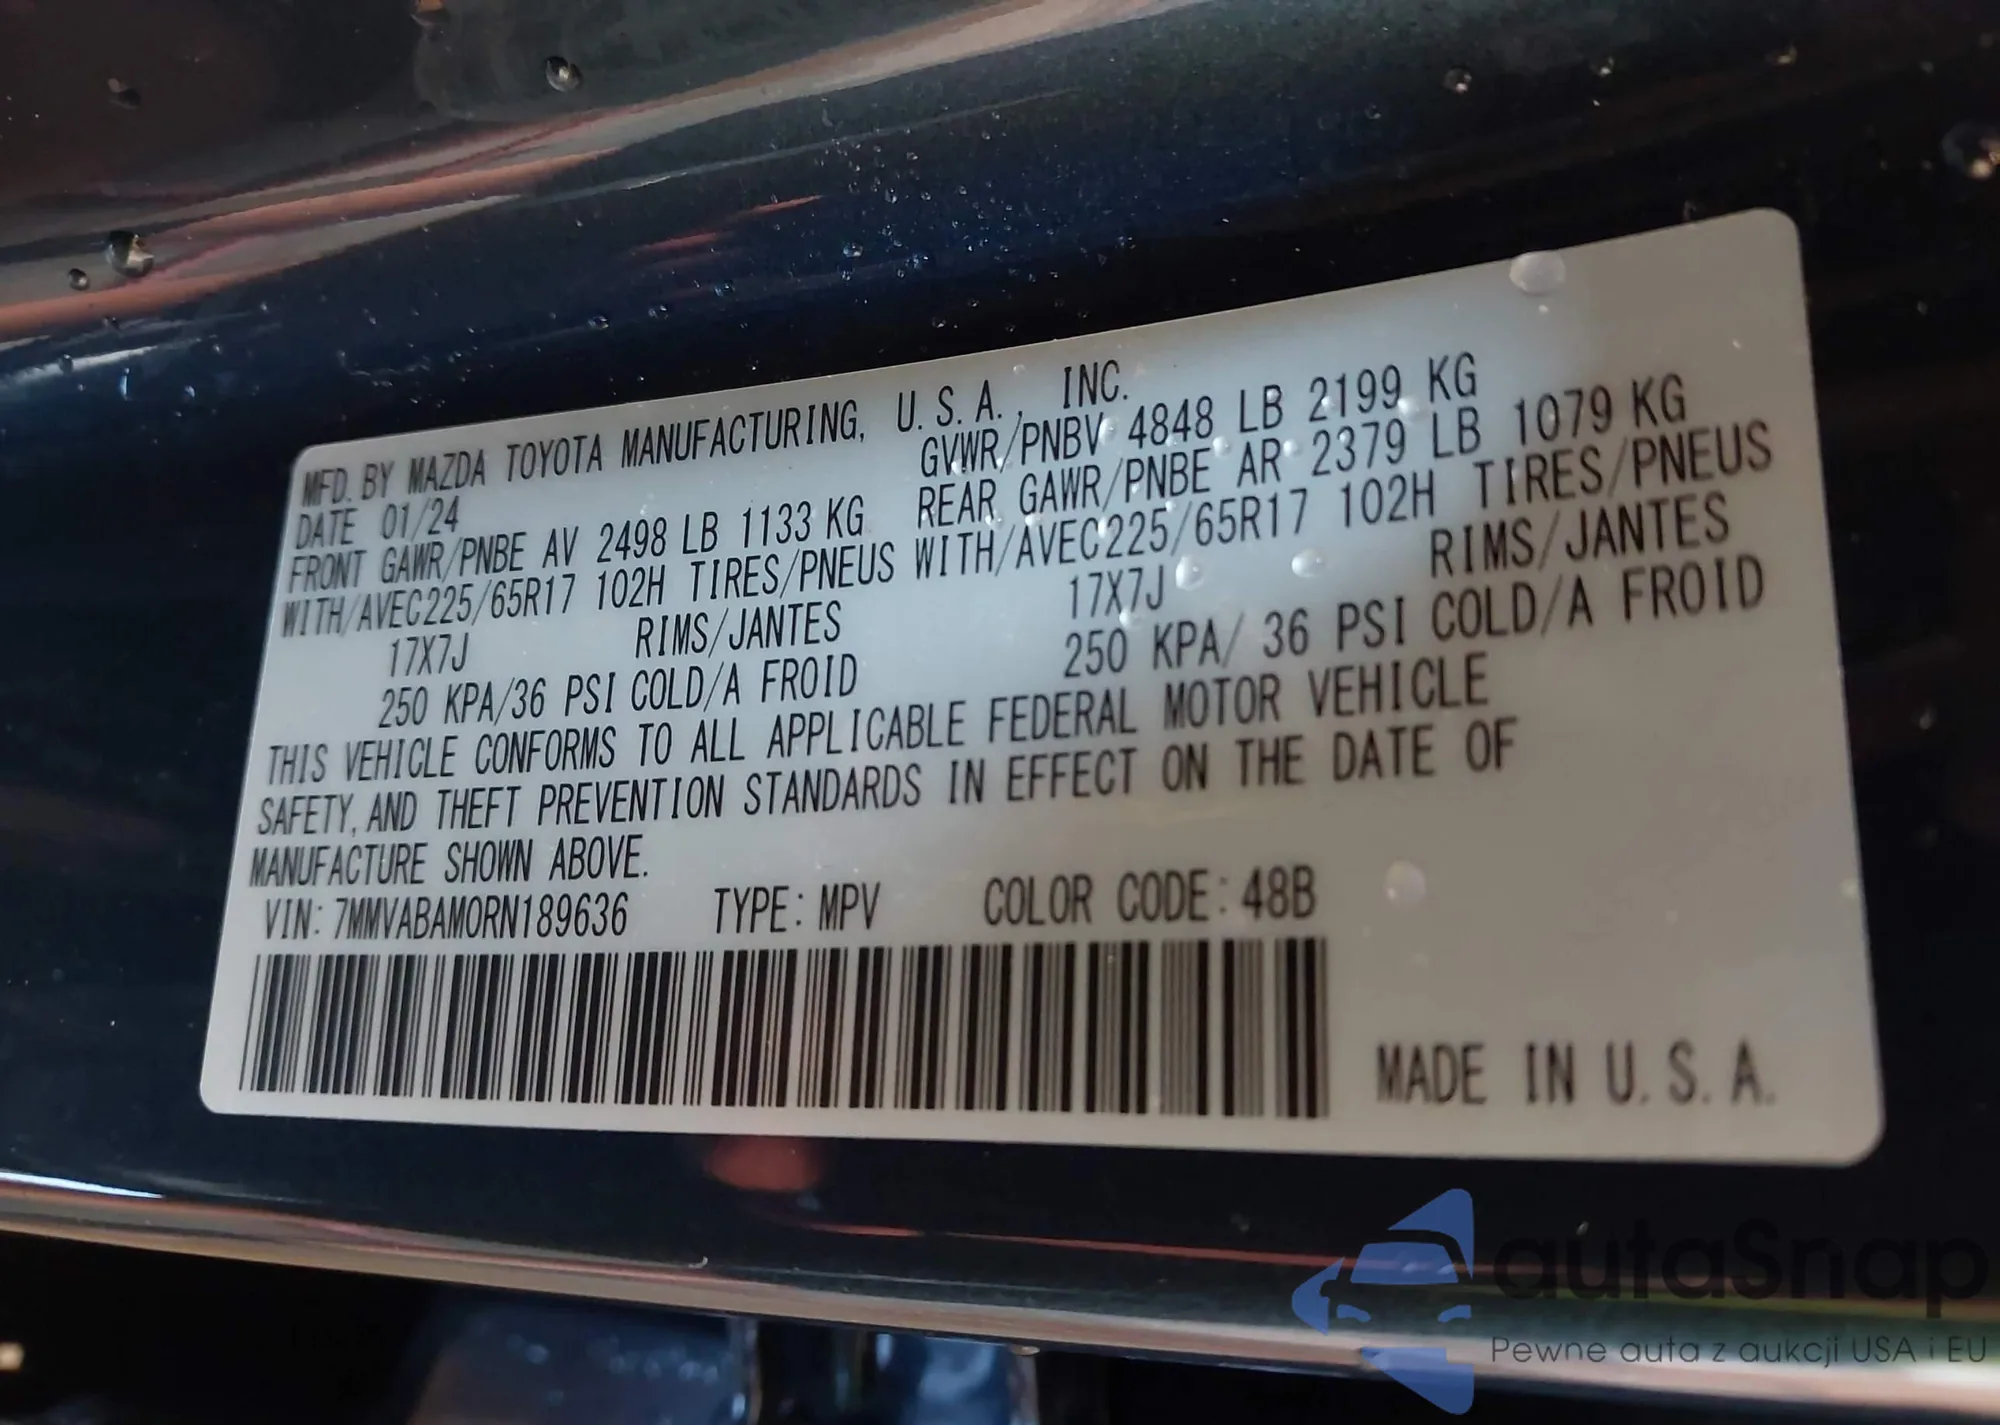 MFD. BY MAZDA TOYOTA MANUFACTURING, U.S.A., INC.
DATE 01/24 GVWR/PNBV 4848 LB 2199 KG
FRONT GAWR/PNBE AV 2498 LB 1133 KG REAR GAWR/PNBE AR 2379 LB 1079 KG
WITH/AVEC225/65R17 102H TIRES/PNEUS WITH/AVEC225/65R17 102H TIRES/PNEUS
17X7J RIMS/JANTES 17X7J RIMS/JANTES
250 KPA/36 PSI COLD/A FROID 250 KPA/ 36 PSI COLD/A FROID
THIS VEHICLE CONFORMS TO ALL APPLICABLE FEDERAL MOTOR VEHICLE
SAFETY, AND THEFT PREVENTION STANDARDS IN EFFECT ON THE DATE OF
MANUFACTURE SHOWN ABOVE.
VIN: 7MMVABAM0RN189636 TYPE: MPV COLOR CODE: 48B
MADE IN U.S.A.
autaSnap
Pewne auta z aukcji USA i EU